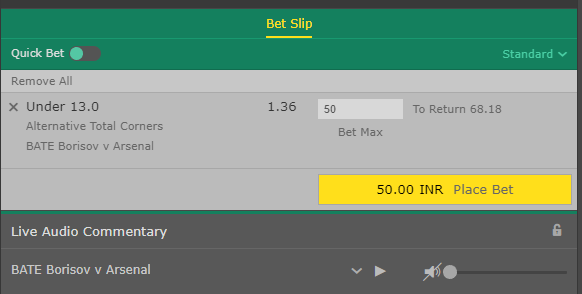 Bet Slip
Quick Bet Standard
Remove All
Under 13.0 1.36 50 To Return 68.18
Alternative Total Corners Bet Max
BATE Borisov v Arsenal
50.00 INR Place Bet
Live Audio Commentary
BATE Borisov v Arsenal